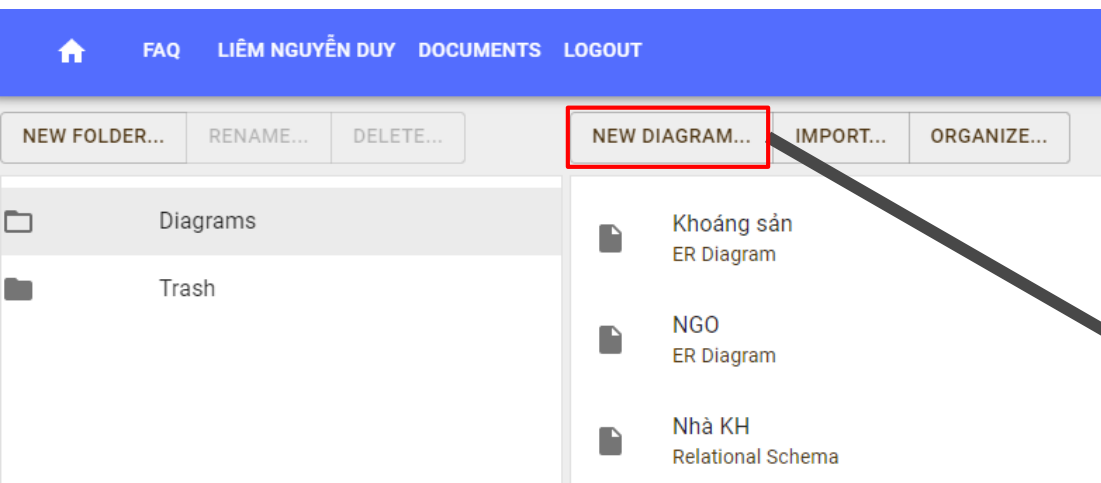 FAQ LIÊM NGUYỄN DUY DOCUMENTS LOGOUT
NEW FOLDER... RENAME... DELETE... NEW DIAGRAM... IMPORT... ORGANIZE...
Diagrams
Trash
Khoáng sản
ER Diagram
NGO
ER Diagram
Nhà KH
Relational Schema